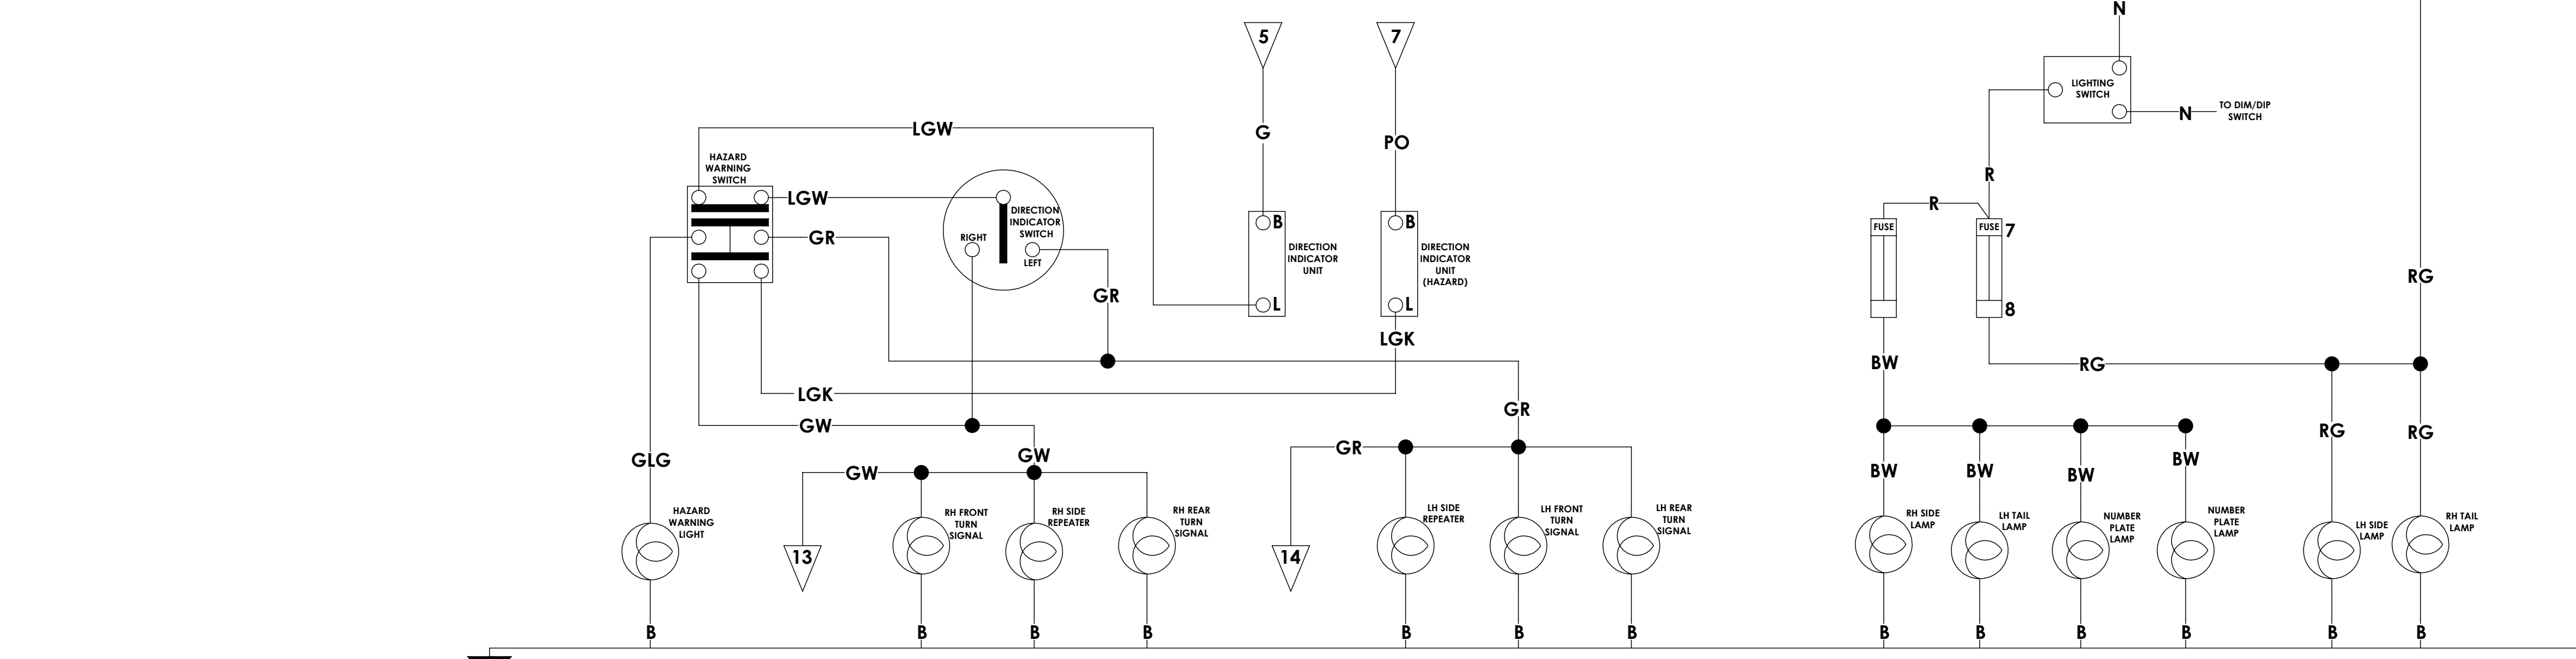 N
5
7
LIGHTING
SWITCH
N
TO DIM/DIP
SWITCH
LGW
G
PO
HAZARD
WARNING
SWITCH
LGW
GR
DIRECTION
INDICATOR
SWITCH
RIGHT
LEFT
GR
B
DIRECTION
INDICATOR
UNIT
L
B
DIRECTION
INDICATOR
UNIT
(HAZARD)
L
LGK
R
R
FUSE
FUSE
7
8
RG
BW
RG
LGK
GW
GR
GLG
GW
GW
GR
BW
BW
BW
BW
RG
RG
HAZARD
WARNING
LIGHT
13
RH FRONT
TURN
SIGNAL
RH SIDE
REPEATER
RH REAR
TURN
SIGNAL
14
LH SIDE
REPEATER
LH FRONT
TURN
SIGNAL
LH REAR
TURN
SIGNAL
RH SIDE
LAMP
LH TAIL
LAMP
NUMBER
PLATE
LAMP
NUMBER
PLATE
LAMP
LH SIDE
LAMP
RH TAIL
LAMP
B
B
B
B
B
B
B
B
B
B
B
B
B